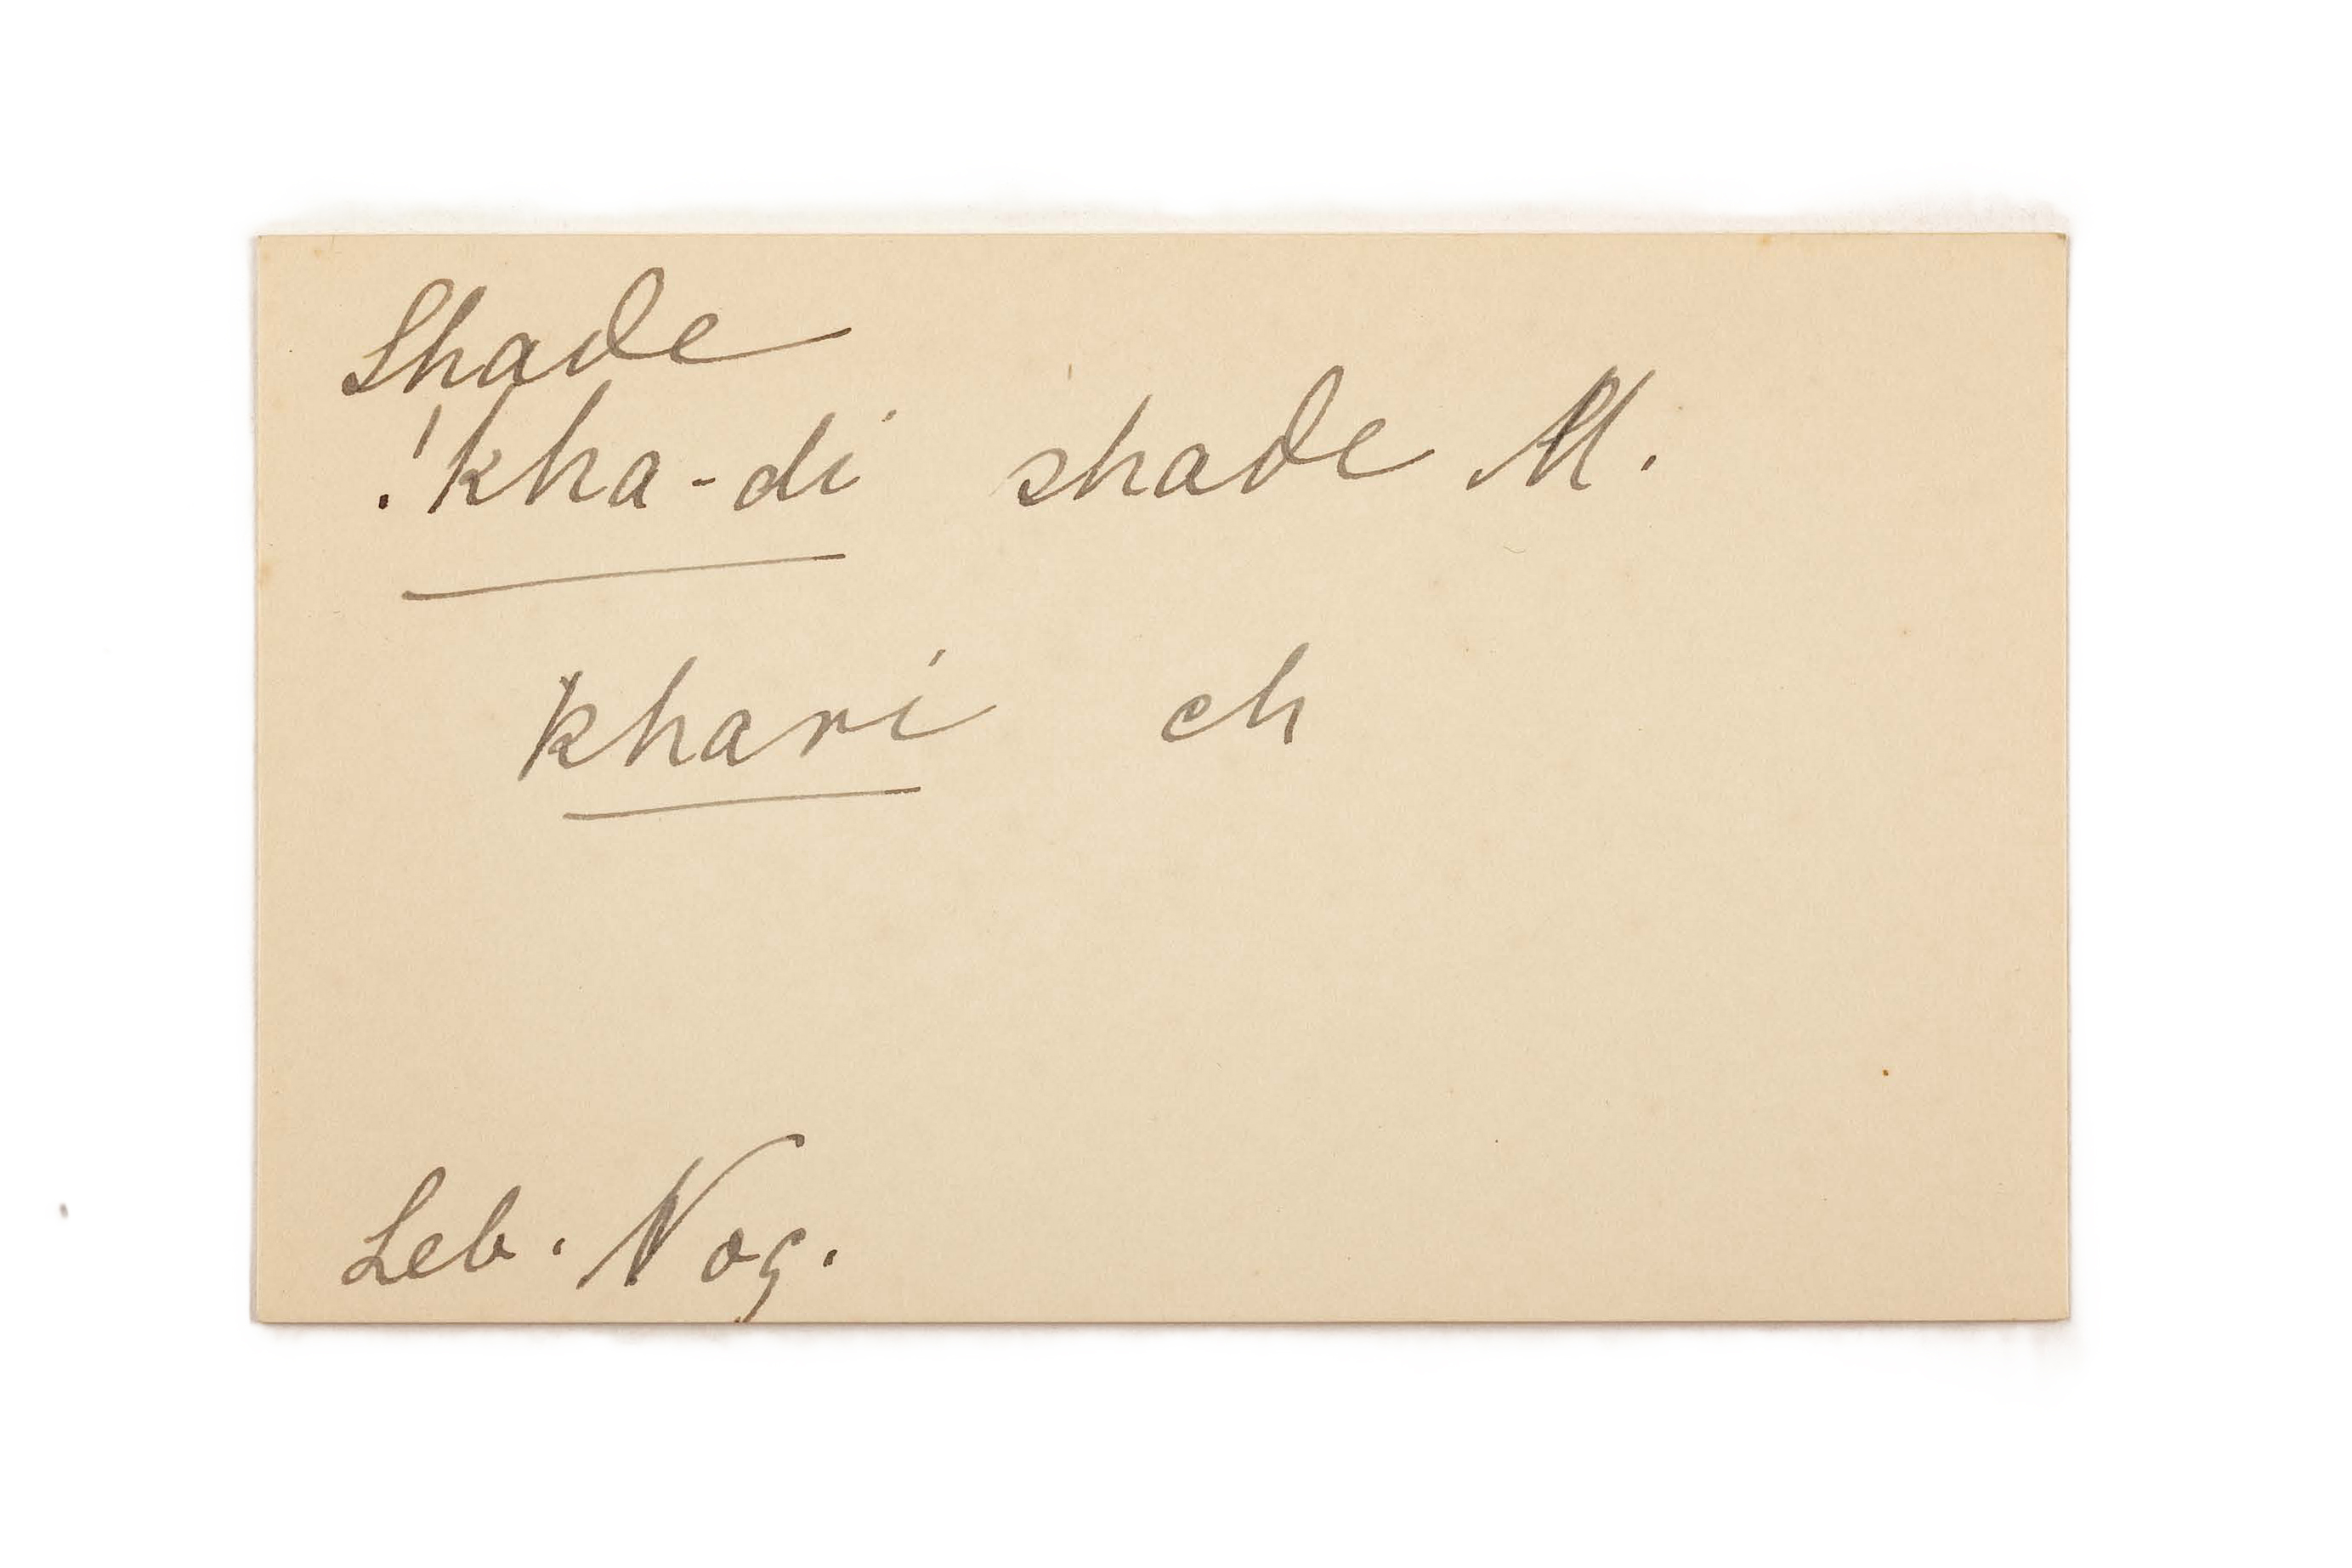 Shade
!kha-di shade M.
khari ch
Leb. Nog.